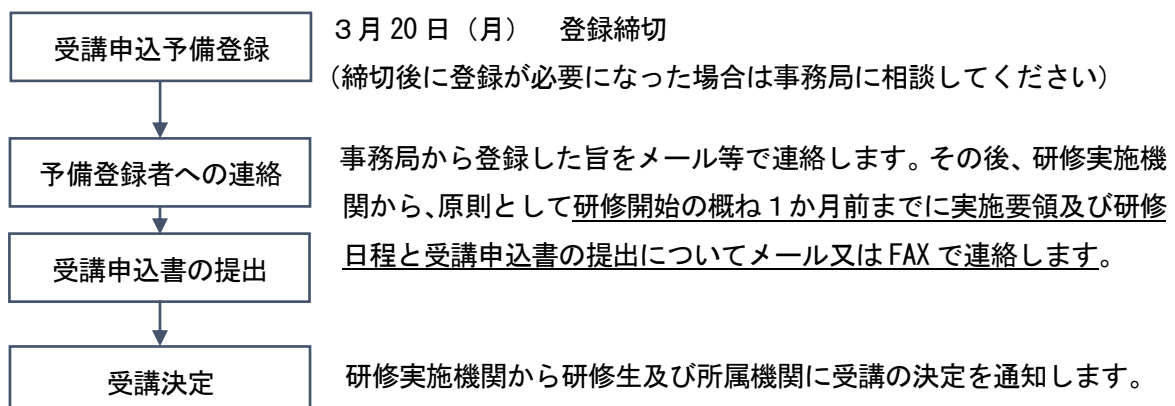 受講申込予備登録
３月 20 日（月）　登録締切
（締切後に登録が必要になった場合は事務局に相談してください）
予備登録者への連絡
事務局から登録した旨をメール等で連絡します。その後、研修実施機
関から、原則として研修開始の概ね１か月前までに実施要領及び研修
日程と受講申込書の提出についてメール又は FAX で連絡します。
受講申込書の提出
受講決定
研修実施機関から研修生及び所属機関に受講の決定を通知します。